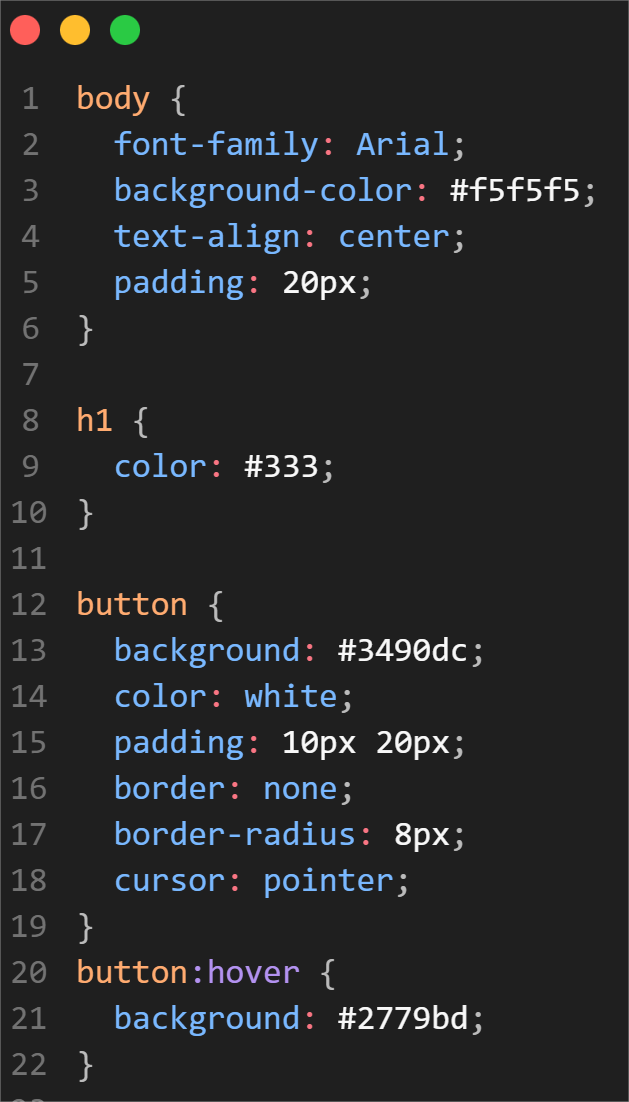 1 body {
2   font-family: Arial;
3   background-color: #f5f5f5;
4   text-align: center;
5   padding: 20px;
6 }
7
8 h1 {
9   color: #333;
10 }
11
12 button {
13   background: #3490dc;
14   color: white;
15   padding: 10px 20px;
16   border: none;
17   border-radius: 8px;
18   cursor: pointer;
19 }
20 button:hover {
21   background: #2779bd;
22 }